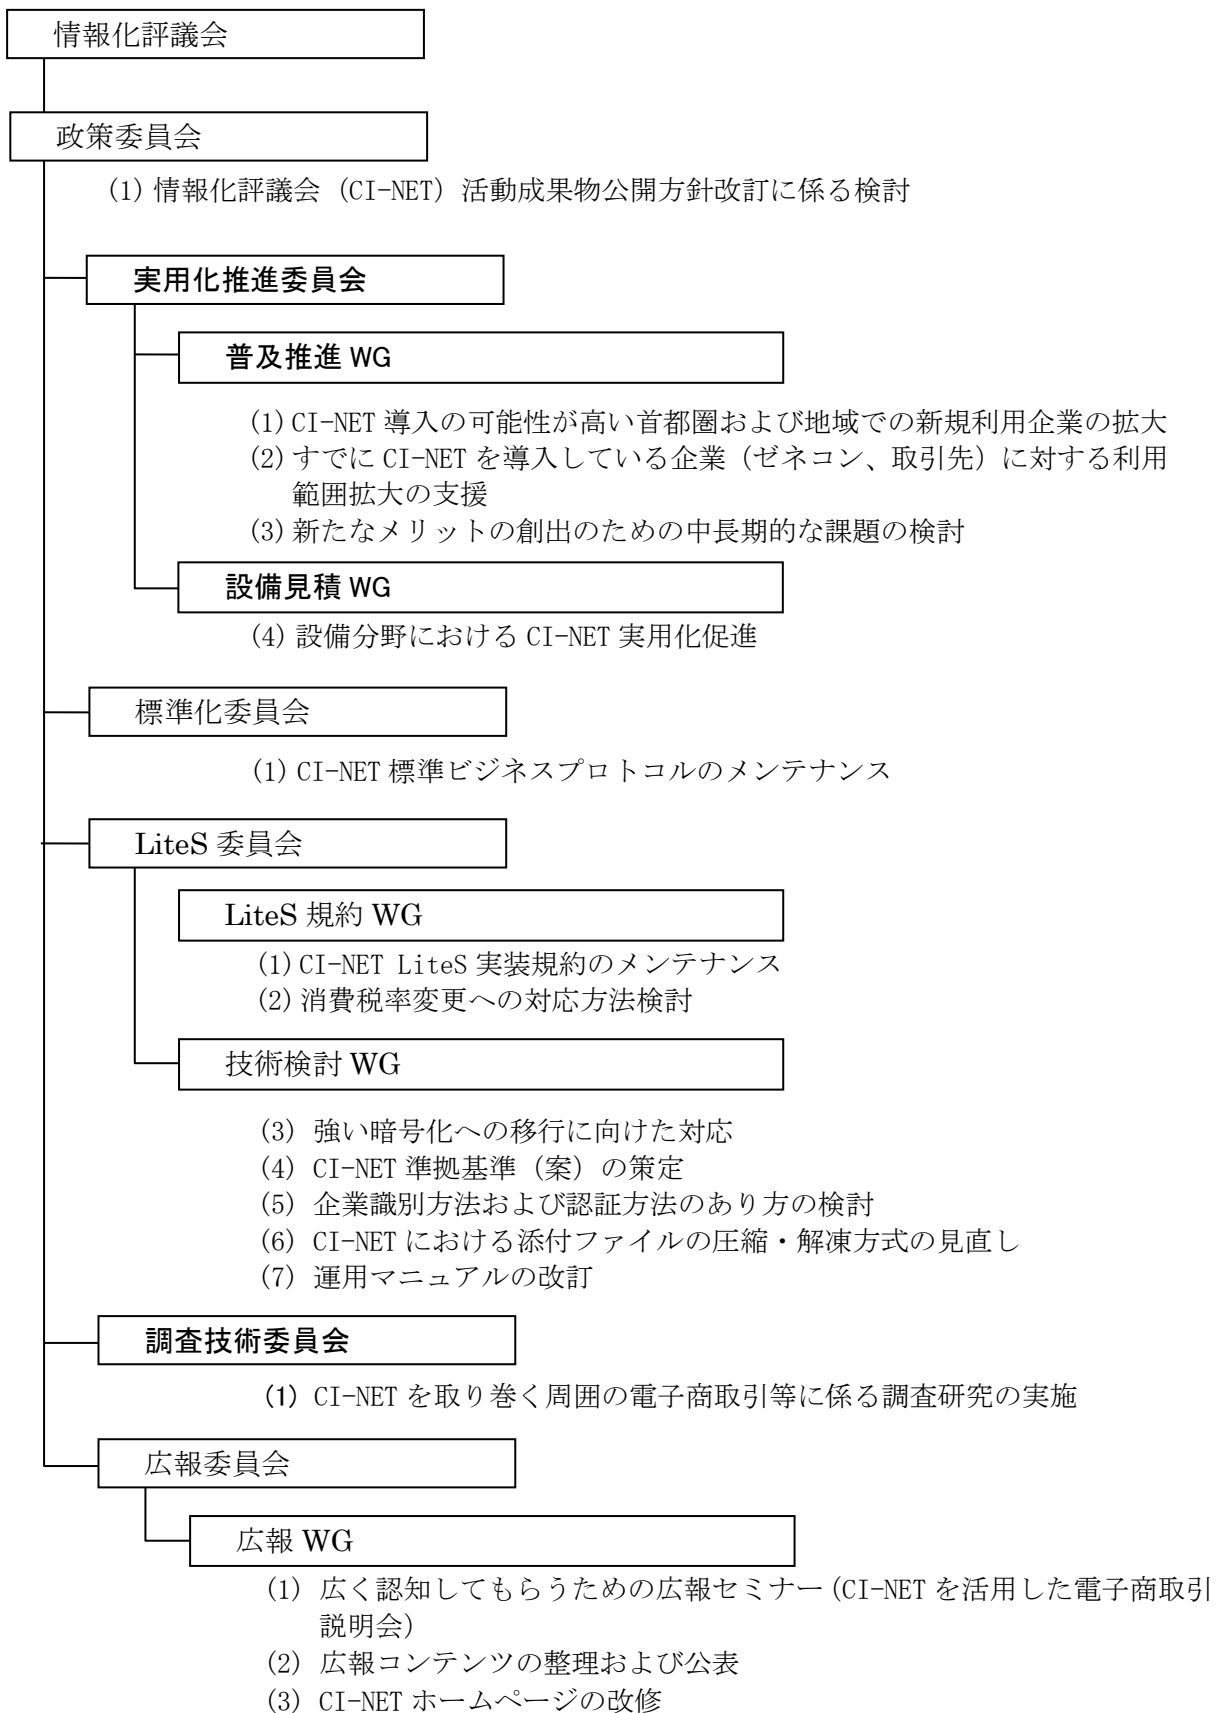 情報化評議会
政策委員会
(1) 情報化評議会（CI-NET）活動成果物公開方針改訂に係る検討
実用化推進委員会
普及推進 WG
(1) CI-NET 導入の可能性が高い首都圏および地域での新規利用企業の拡大
(2) すでに CI-NET を導入している企業（ゼネコン、取引先）に対する利用
範囲拡大の支援
(3) 新たなメリットの創出のための中長期的な課題の検討
設備見積 WG
(4) 設備分野における CI-NET 実用化促進
標準化委員会
(1) CI-NET 標準ビジネスプロトコルのメンテナンス
LiteS 委員会
LiteS 規約 WG
(1) CI-NET LiteS 実装規約のメンテナンス
(2) 消費税率変更への対応方法検討
技術検討 WG
(3) 強い暗号化への移行に向けた対応
(4) CI-NET 準拠基準（案）の策定
(5) 企業識別方法および認証方法のあり方の検討
(6) CI-NET における添付ファイルの圧縮・解凍方式の見直し
(7) 運用マニュアルの改訂
調査技術委員会
(1) CI-NET を取り巻く周囲の電子商取引等に係る調査研究の実施
広報委員会
広報 WG
(1) 広く認知してもらうための広報セミナー(CI-NET を活用した電子商取引
説明会)
(2) 広報コンテンツの整理および公表
(3) CI-NET ホームページの改修